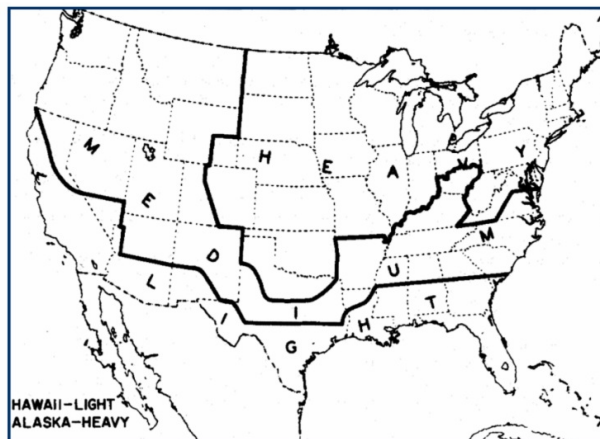 H E A V Y
M E D I U M
L I G H T
HAWAII-LIGHT
ALASKA-HEAVY